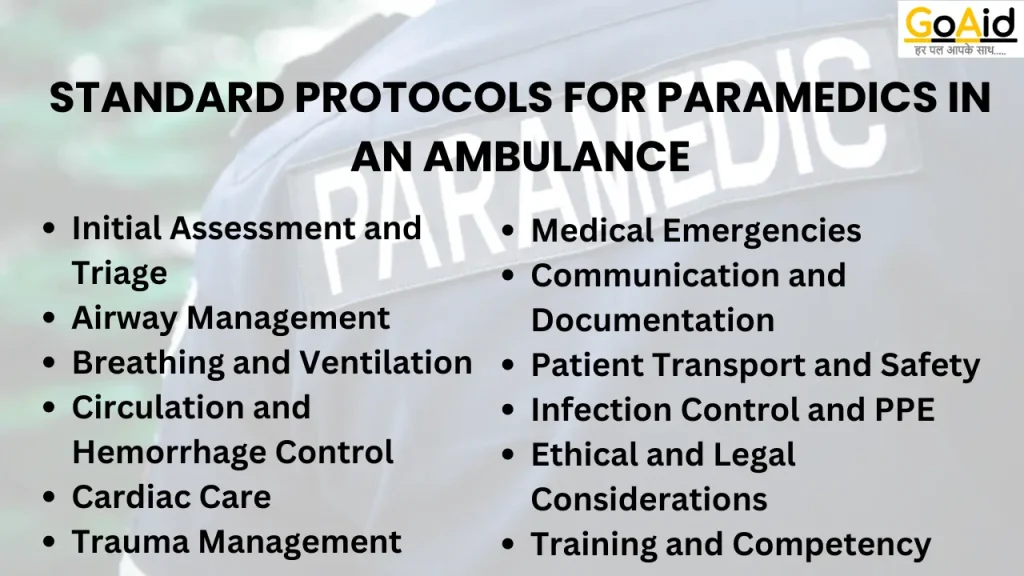 GoAid
हर पल आपके साथ.....
STANDARD PROTOCOLS FOR PARAMEDICS IN
AN AMBULANCE
PARAMEDIC
• Initial Assessment and
Triage
• Airway Management
• Breathing and Ventilation
• Circulation and
Hemorrhage Control
• Cardiac Care
• Trauma Management
• Medical Emergencies
• Communication and
Documentation
• Patient Transport and Safety
• Infection Control and PPE
• Ethical and Legal
Considerations
• Training and Competency